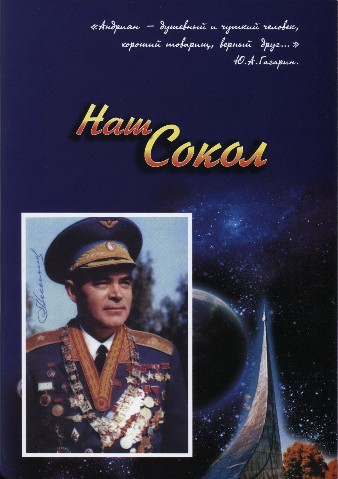 «Андриан – душевный и чуткий человек,
хороший товарищ, верный друг...»
Ю.А.Гагарин.
Наш
Сокол